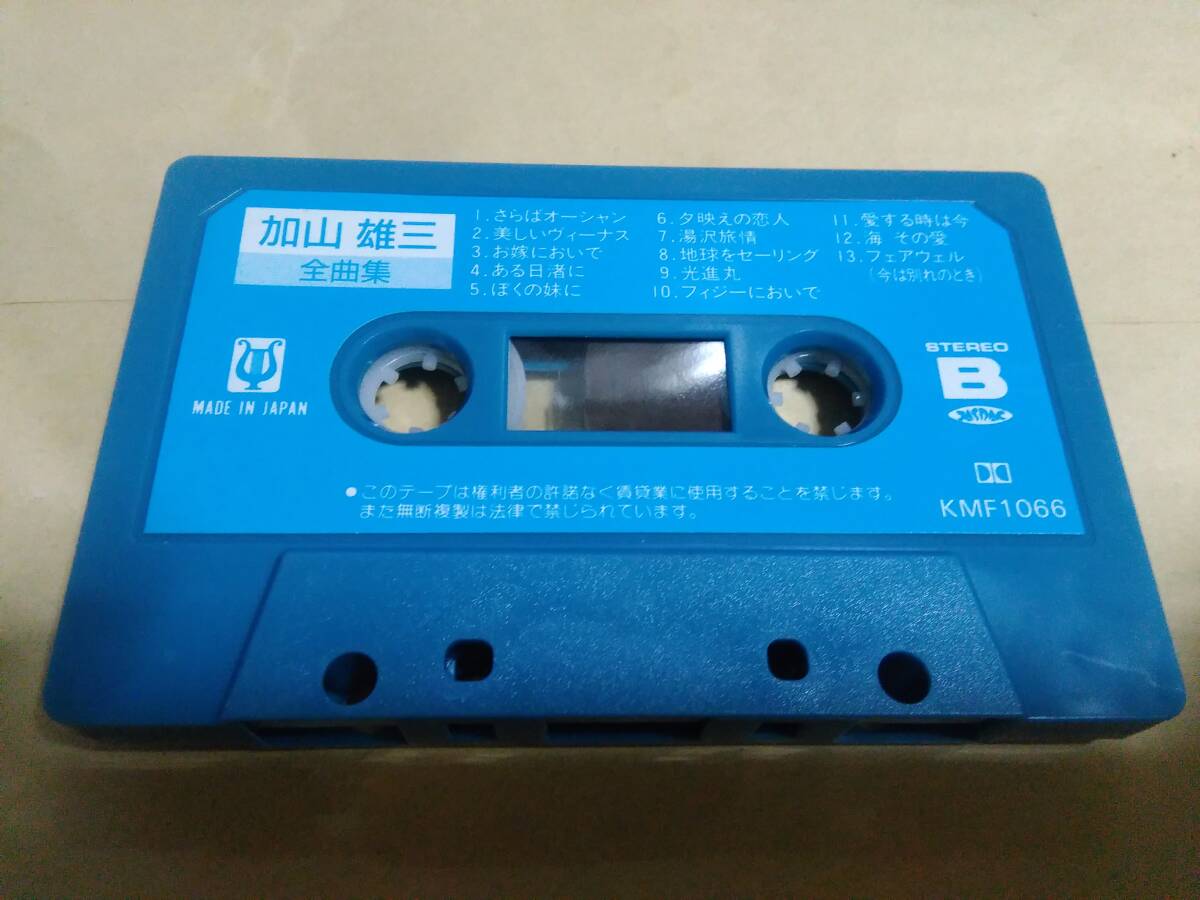 加山 雄三
全曲集
1. さらばオーシャン
2. 美しいヴィーナス
3. お嫁においで
4. ある日渚に
5. ぼくの妹に
6. 夕映えの恋人
7. 湯沢旅情
8. 地球をセーリング
9. 光進丸
10. フィジーにおいで
11. 愛する時は今
12. 海 その愛
13. フェアウェル
(今は別れのとき)
MADE IN JAPAN
STEREO
B
JASRAC
●このテープは権利者の許諾なく賃貸業に使用することを禁じます。
また無断複製は法律で禁じられています。
KMF1066